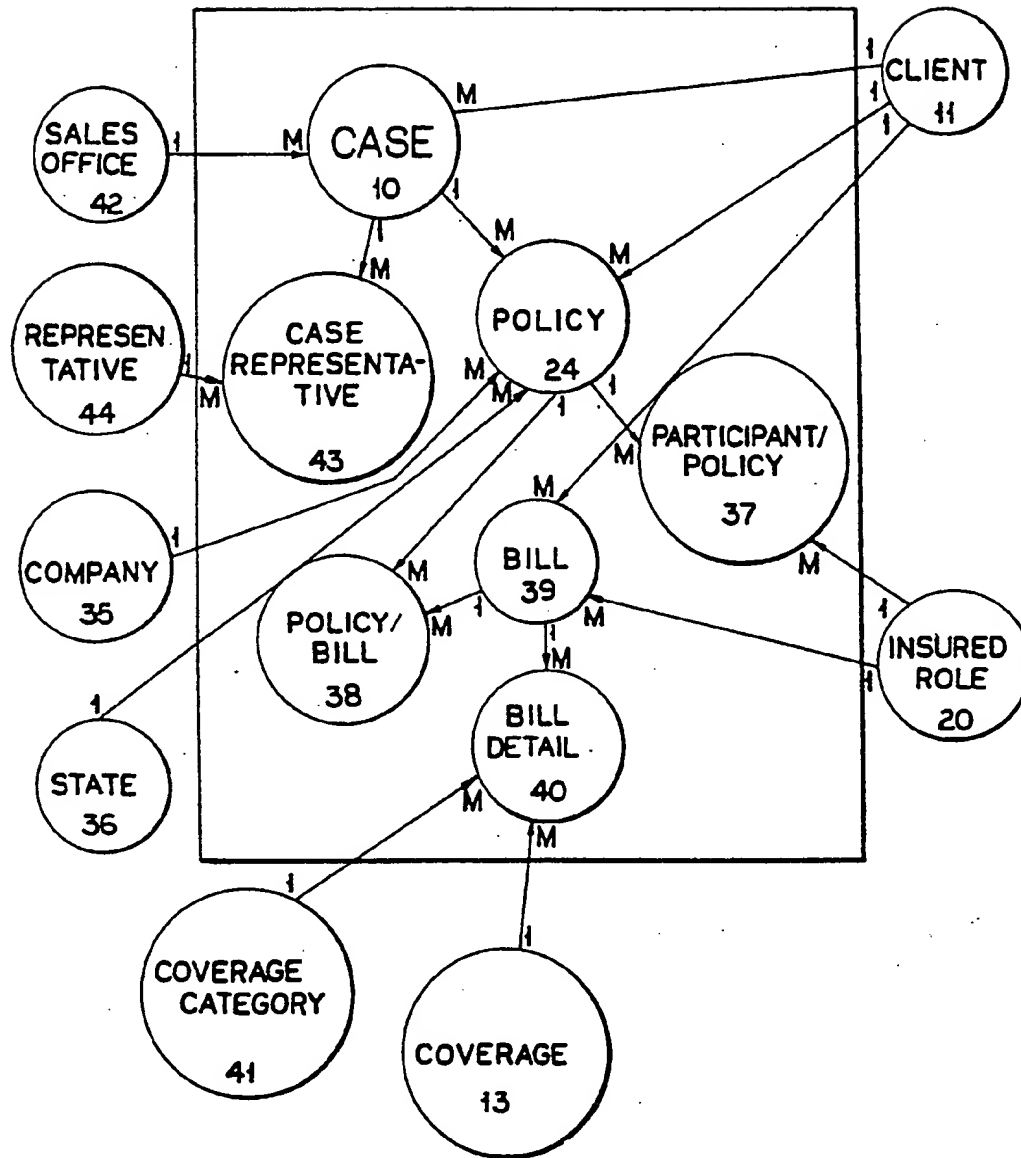 CLIENT
11
1
1
1
M
CASE
10
SALES
OFFICE
42
1
M
1
1
M
M
M
REPRESEN
TATIVE
44
1
M
CASE
REPRESENTA-
TIVE
43
POLICY
24
M
M
1
1
M
PARTICIPANT/
POLICY
37
M
COMPANY
35
1
POLICY/
BILL
38
M
M
M
BILL
39
1
1
M
M
INSURED
ROLE
20
1
1
STATE
36
1
BILL
DETAIL
40
M
M
COVERAGE
CATEGORY
41
1
COVERAGE
13
1